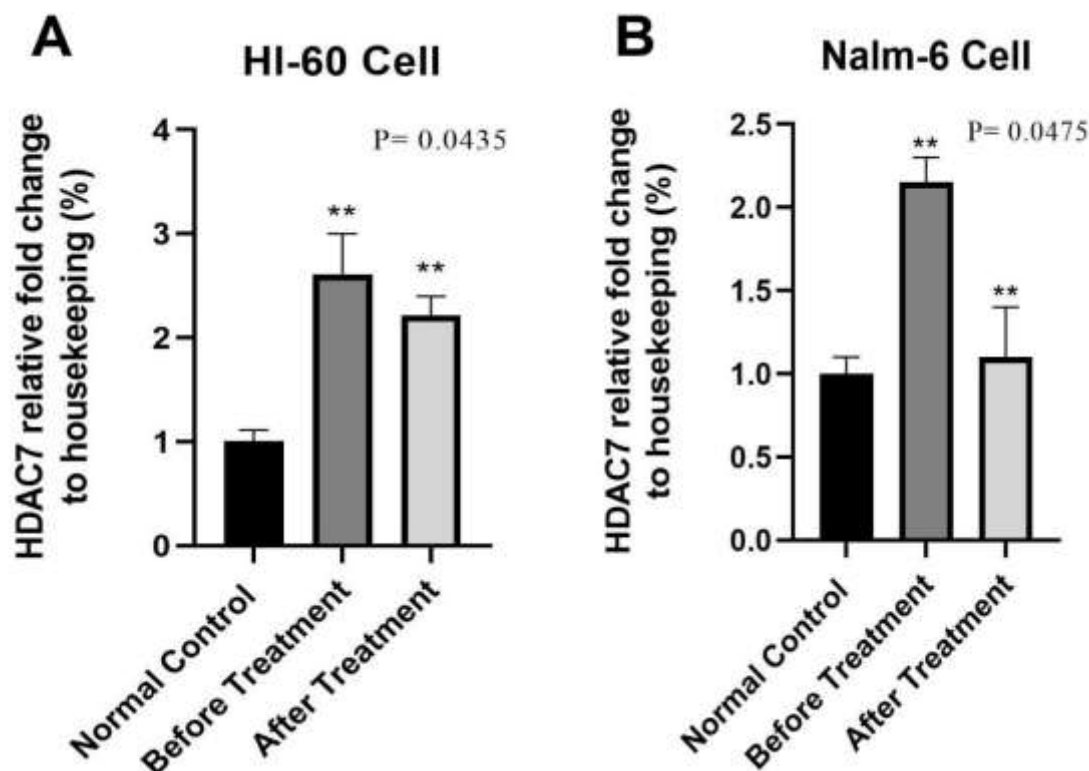 A
HI-60 Cell
HDAC7 relative fold change
to housekeeping (%)
P= 0.0435
4
3
2
1
0
**
**
Normal Control
Before Treatment
After Treatment
B
Nalm-6 Cell
HDAC7 relative fold change
to housekeeping (%)
P= 0.0475
2.5
2.0
1.5
1.0
0.5
0.0
**
**
Normal Control
Before Treatment
After Treatment